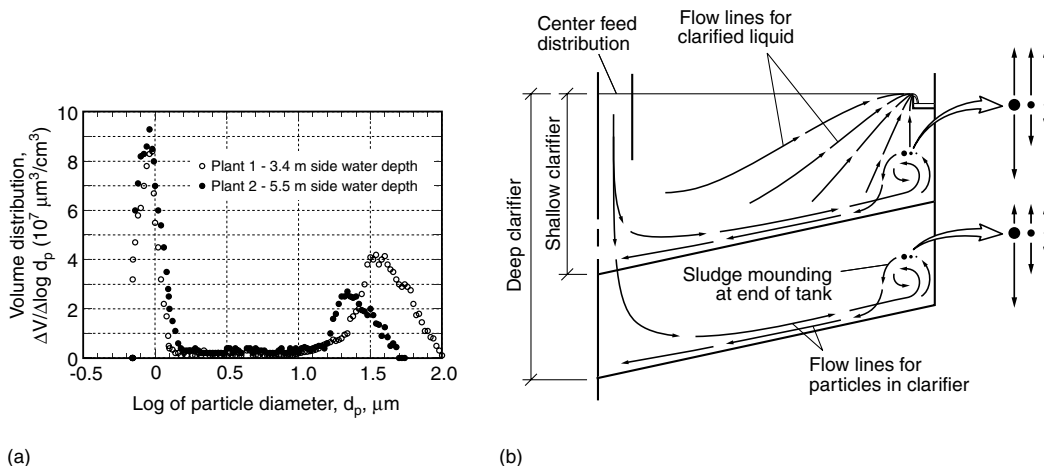 10
8
6
4
2
0
-0.5
0
0.5
1.0
1.5
2.0
Volume distribution,
ΔV/Δlog dp (10⁷ μm³/cm³)
Plant 1 - 3.4 m side water depth
Plant 2 - 5.5 m side water depth
Log of particle diameter, dp, μm
(a)
Center feed
distribution
Flow lines for
clarified liquid
Deep clarifier
Shallow clarifier
Sludge mounding
at end of tank
Flow lines for
particles in clarifier
(b)